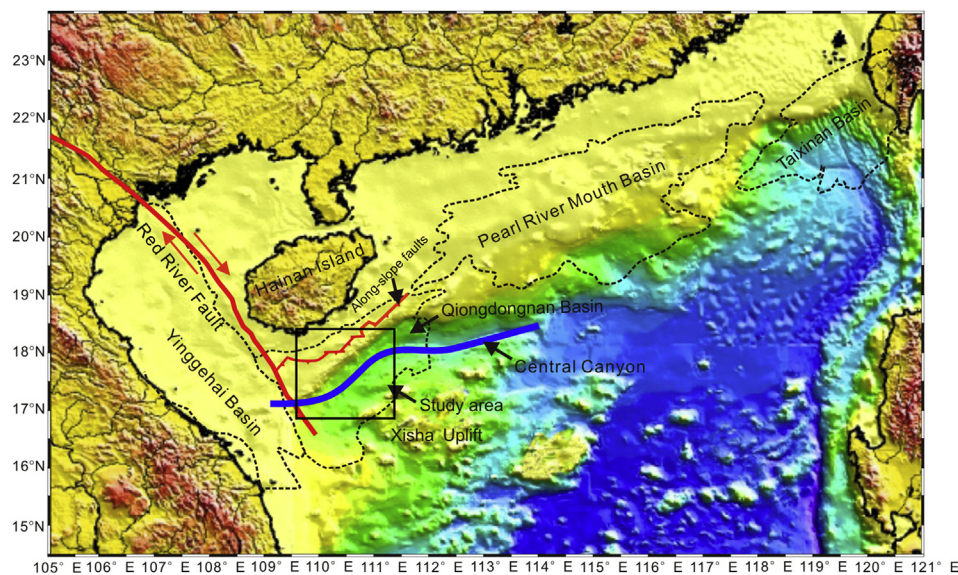 23°N
22°N
21°N
20°N
19°N
18°N
17°N
16°N
15°N
Taixinan Basin
Pearl River Mouth Basin
Red River Fault
Hainan Island
Along-slope faults
Qiongdongnan Basin
Yinggehai Basin
Central Canyon
Study area
Xisha Uplift
105° E 106° E 107° E 108° E 109° E 110° E 111° E 112° E 113° E 114° E 115° E 116° E 117° E 118° E 119° E 120° E 121° E